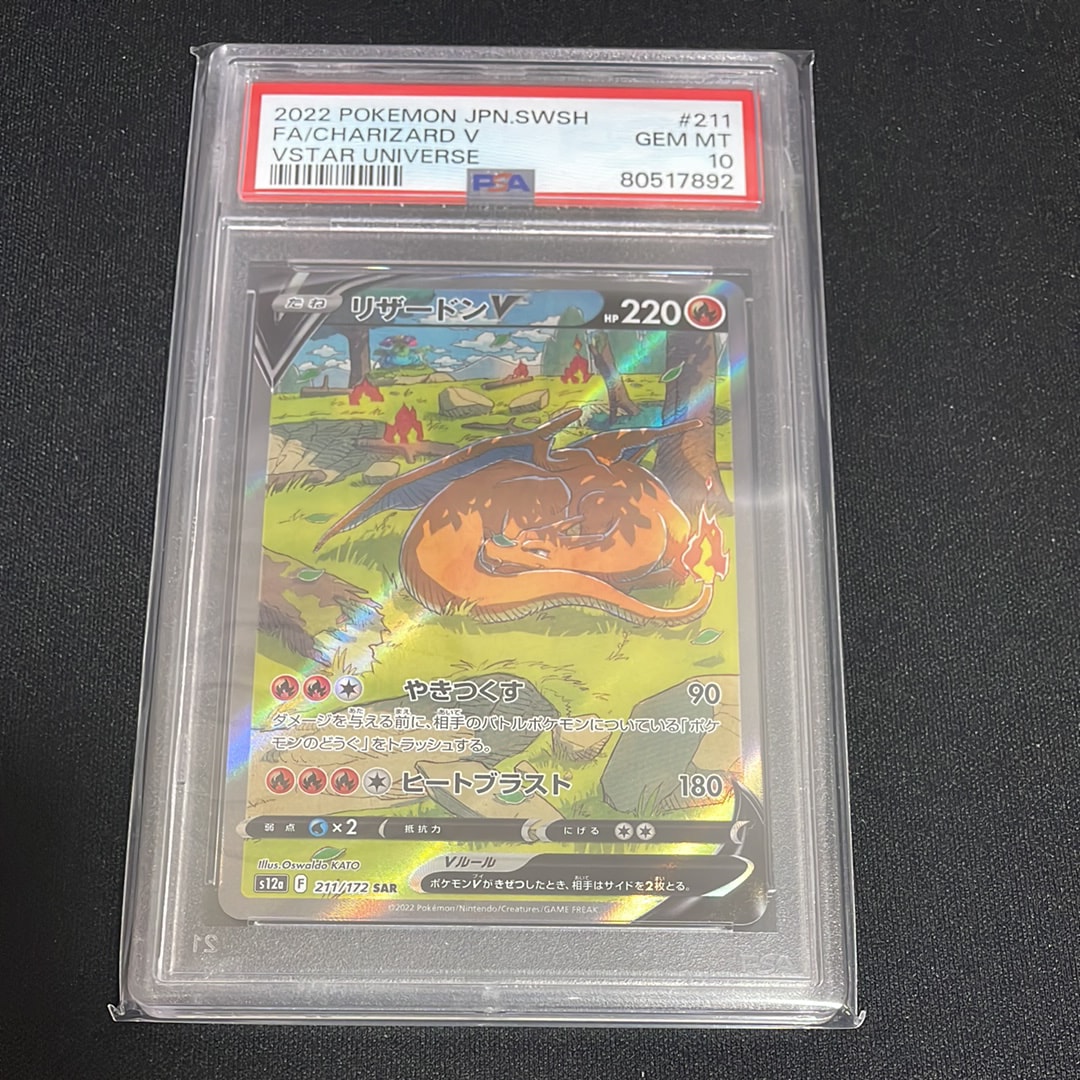 2022 POKEMON JPN.SWSH #211
FA/CHARIZARD V GEM MT
VSTAR UNIVERSE 10
PSA 80517892
たね リザードンV HP 220
やきつくす 90
ダメージを与える前に、相手のバトルポケモンについている「ポケ
モンのどうぐ」をトラッシュする。
ヒートブラスト 180
弱点 ×2 抵抗力 にげる
Illus. Oswaldo KATO
Vルール
s12a F 211/172 SAR
ポケモンVがきぜつしたとき、相手はサイドを2枚とる。
©2022 Pokémon/Nintendo/Creatures/GAME FREAK